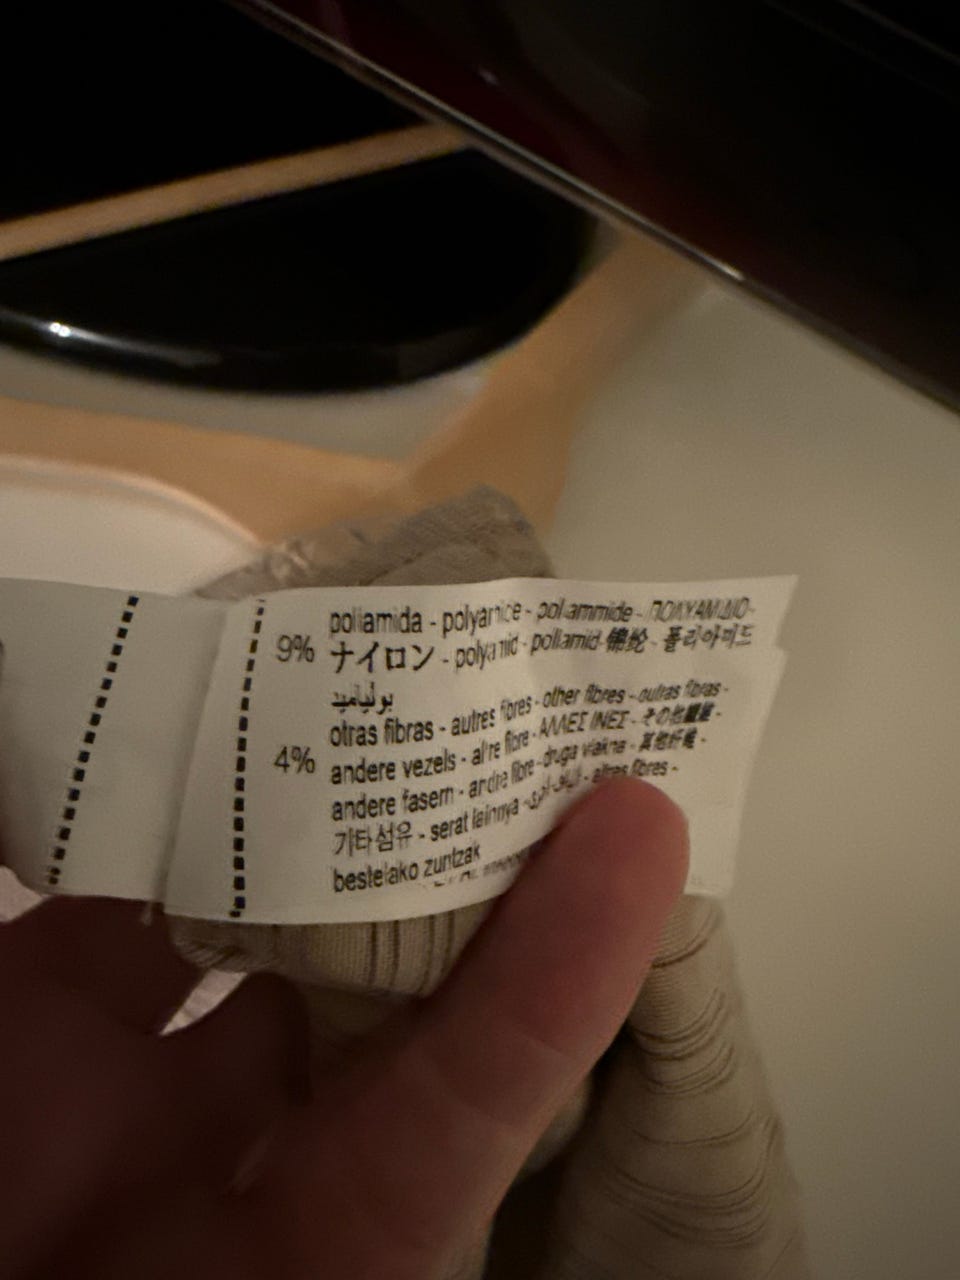 9% poliamida - polyamide - poliammide - ΠΟΛΥΑΜΙΔΙΟ -
ナイロン - polyamid - poliamid - 锦纶 - 폴리아미드
بولياميد
4% otras fibras - autres fibres - other fibres - outras fibras -
andere vezels - altre fibre - ΑΛΛΕΣ ΙΝΕΣ - その他繊維 -
andere fasern - andre fibre - druga vlakna - 其他纤维 -
기타섬유 - serat lainnya - - altres fibres -
bestelako zuntzak